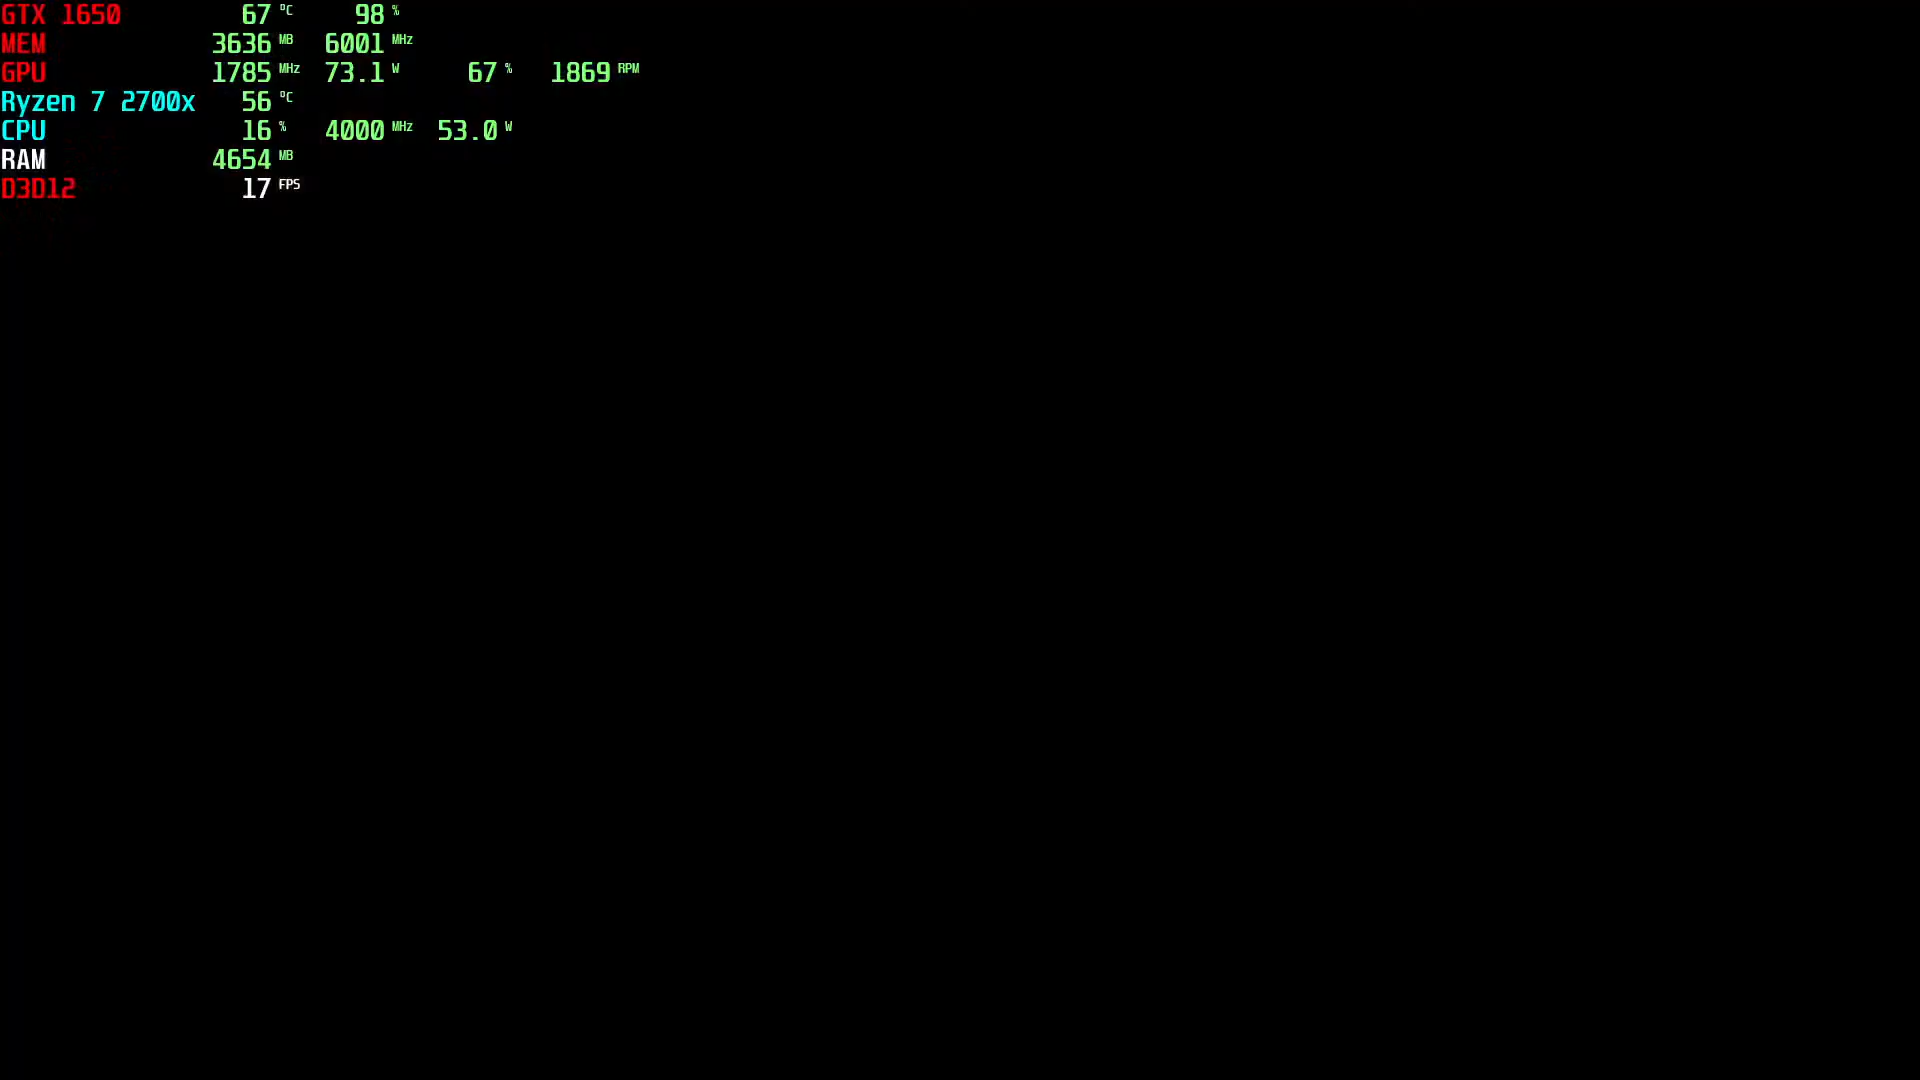 GTX 1650 67 °C 98 %
MEM 3636 MB 6001 MHz
GPU 1785 MHz 73.1 W 67 % 1869 RPM
Ryzen 7 2700x 56 °C
CPU 16 % 4000 MHz 53.0 W
RAM 4654 MB
D3D12 17 FPS